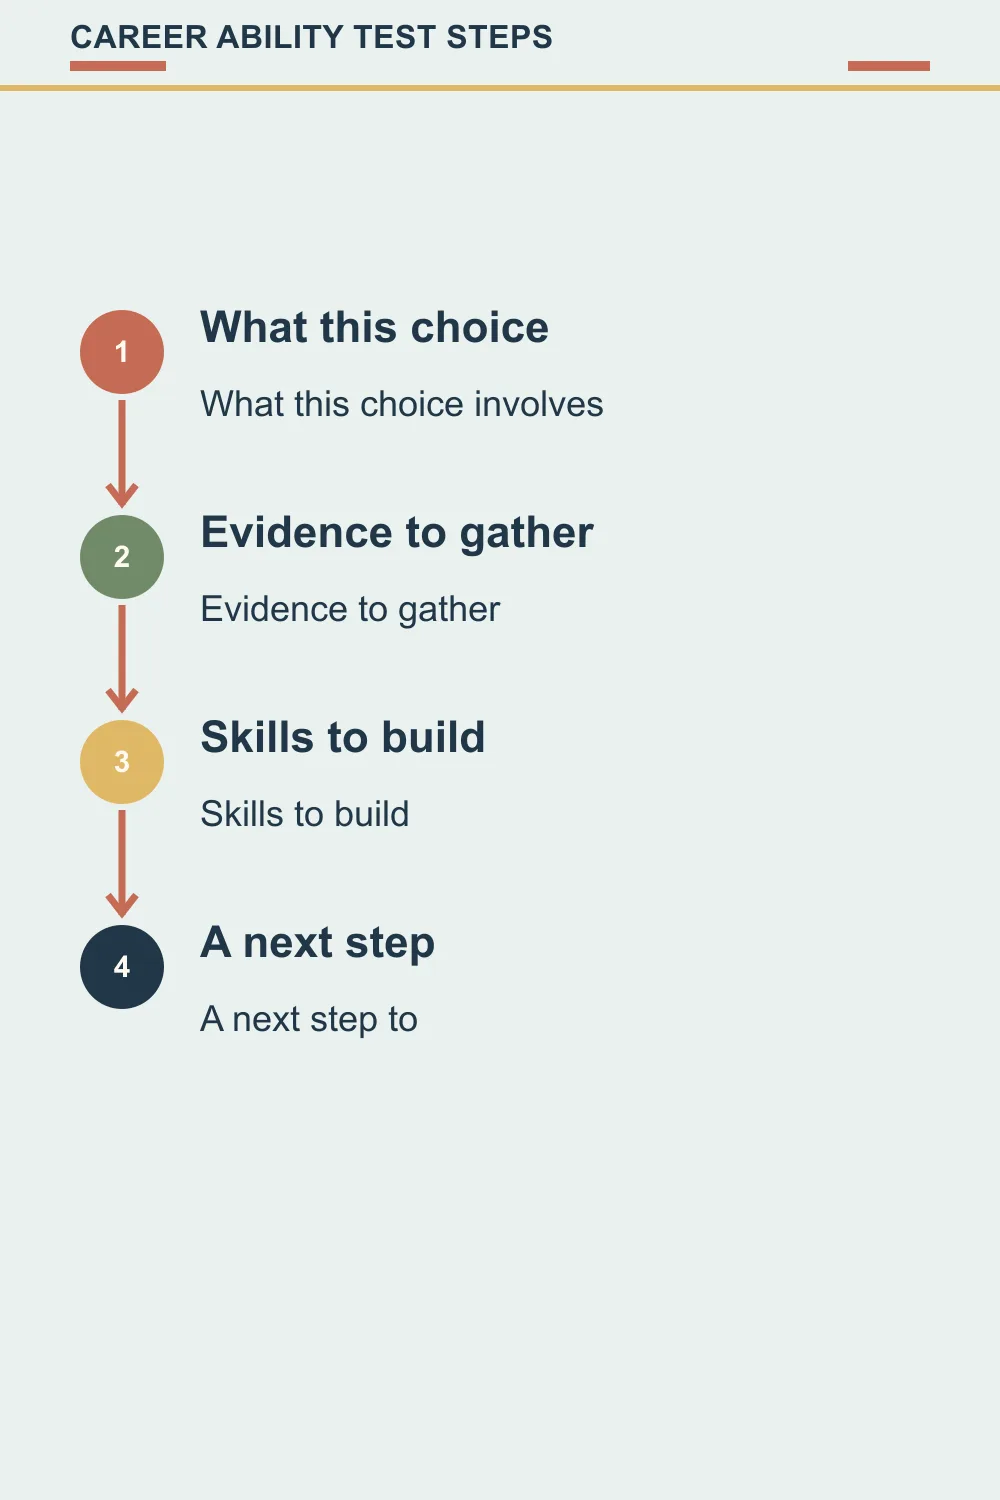 CAREER ABILITY TEST STEPS
1
What this choice
What this choice involves
2
Evidence to gather
Evidence to gather
3
Skills to build
Skills to build
4
A next step
A next step to